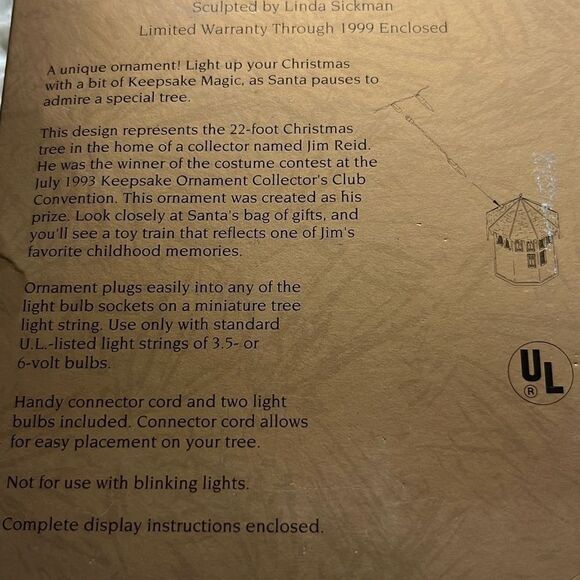 Sculpted by Linda Sickman
Limited Warranty Through 1999 Enclosed
A unique ornament! Light up your Christmas
with a bit of Keepsake Magic, as Santa pauses to
admire a special tree.
This design represents the 22-foot Christmas
tree in the home of a collector named Jim Reid.
He was the winner of the costume contest at the
July 1993 Keepsake Ornament Collector's Club
Convention. This ornament was created as his
prize. Look closely at Santa's bag of gifts, and
you'll see a toy train that reflects one of Jim's
favorite childhood memories.
Ornament plugs easily into any of the
light bulb sockets on a miniature tree
light string. Use only with standard
U.L.-listed light strings of 3.5- or
6-volt bulbs.
UL
®
Handy connector cord and two light
bulbs included. Connector cord allows
for easy placement on your tree.
Not for use with blinking lights.
Complete display instructions enclosed.